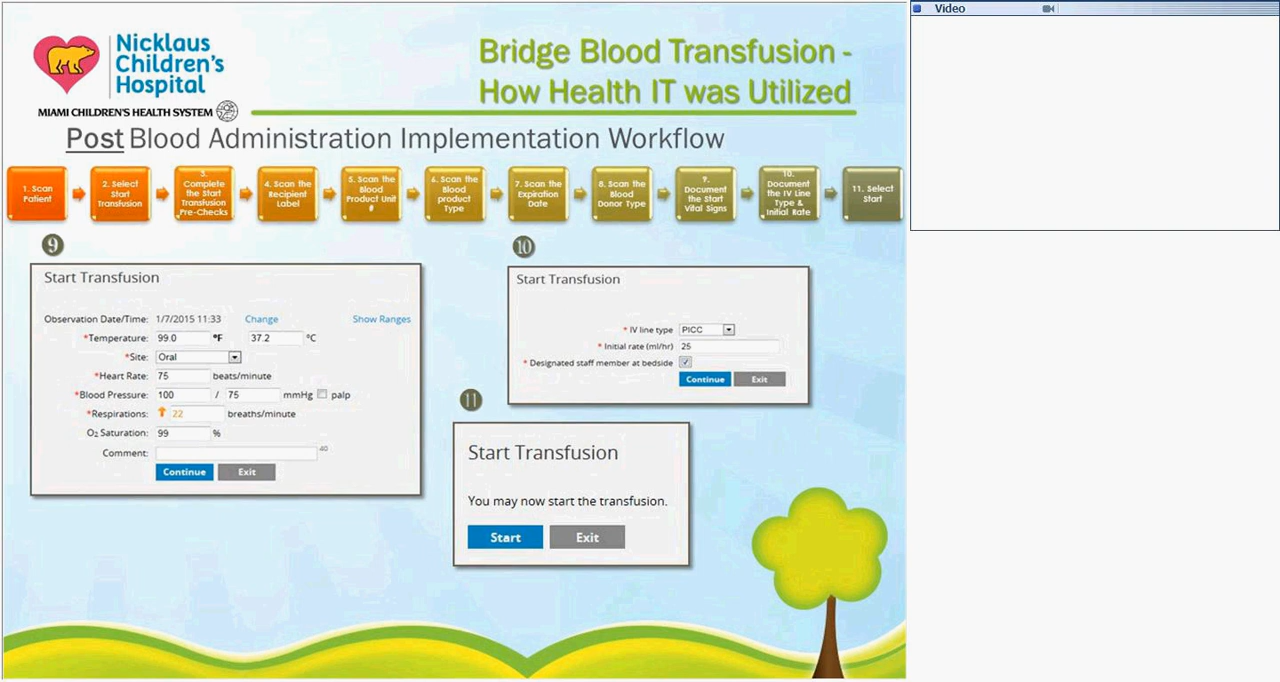 Video
Nicklaus
Children's
Hospital
MIAMI CHILDREN'S HEALTH SYSTEM
Bridge Blood Transfusion -
How Health IT was Utilized
Post Blood Administration Implementation Workflow
1. Scan
Patient
2. Select
Start
Transfusion
3.
Complete
the Start
Transfusion
Pre-Checks
4. Scan the
Recipient
Label
5. Scan the
Blood
Product Unit
#
6. Scan the
Blood
product
Type
7. Scan the
Expiration
Date
8. Scan the
Blood
Donor Type
9.
Document
the Start
Vital Signs
10.
Document
the IV Line
Type &
Initial Rate
11. Select
Start
9
Start Transfusion
Observation Date/Time: 1/7/2015 11:33 Change Show Ranges
*Temperature: 99.0 °F 37.2 °C
*Site: Oral
*Heart Rate: 75 beats/minute
*Blood Pressure: 100 / 75 mmHg palp
*Respirations: 22 breaths/minute
O2 Saturation: 99 %
Comment: 40
Continue Exit
10
Start Transfusion
* IV line type PICC
* Initial rate (ml/hr) 25
* Designated staff member at bedside
Continue Exit
11
Start Transfusion
You may now start the transfusion.
Start Exit